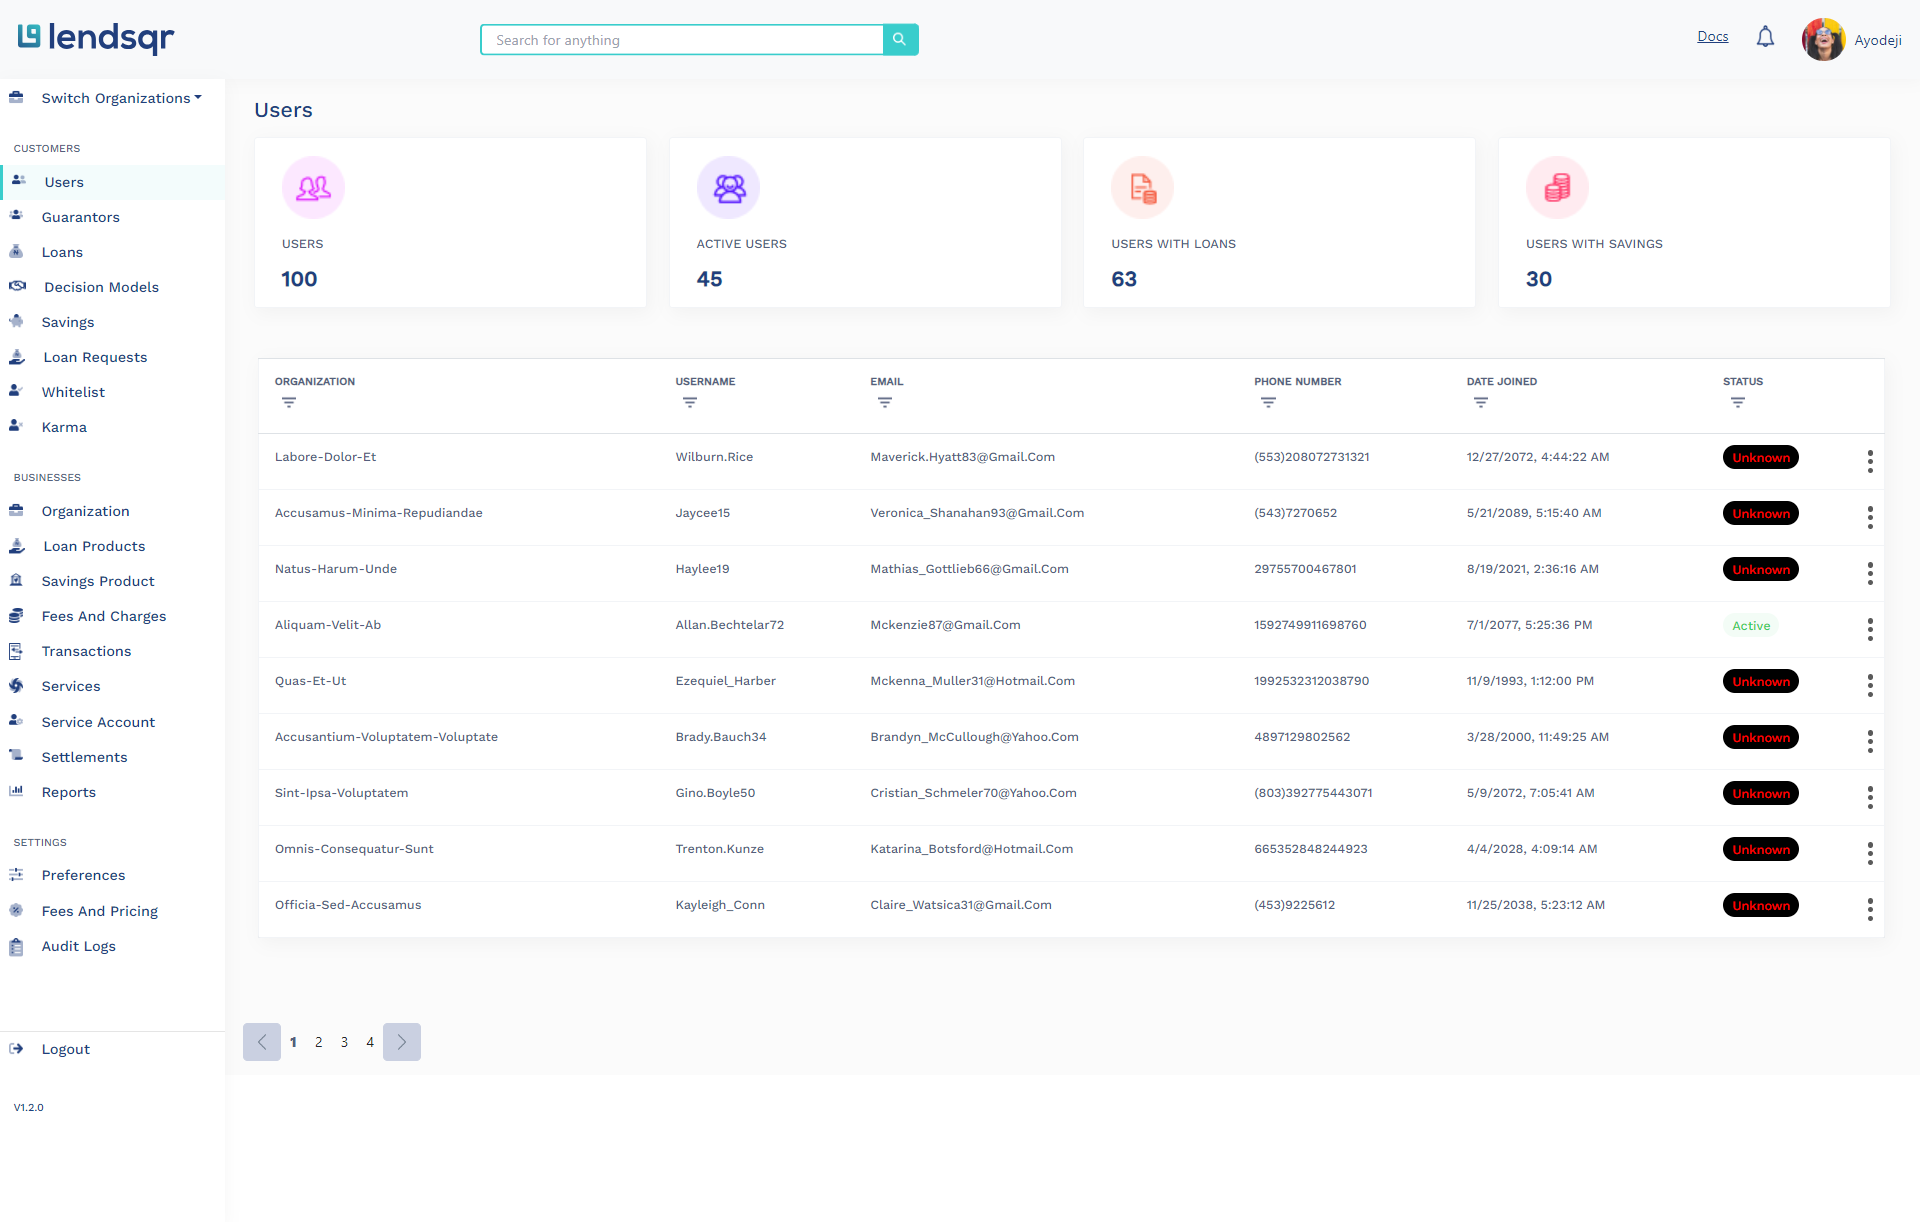 lendsqr
Search for anything
Docs
Ayodeji
Switch Organizations
CUSTOMERS
Users
Guarantors
Loans
Decision Models
Savings
Loan Requests
Whitelist
Karma
BUSINESSES
Organization
Loan Products
Savings Product
Fees And Charges
Transactions
Services
Service Account
Settlements
Reports
SETTINGS
Preferences
Fees And Pricing
Audit Logs
Logout
V1.2.0
Users
USERS
100
ACTIVE USERS
45
USERS WITH LOANS
63
USERS WITH SAVINGS
30
ORGANIZATION USERNAME EMAIL PHONE NUMBER DATE JOINED STATUS
Labore-Dolor-Et Wilburn.Rice Maverick.Hyatt83@Gmail.Com (553)208072731321 12/27/2072, 4:44:22 AM Unknown
Accusamus-Minima-Repudiandae Jaycee15 Veronica_Shanahan93@Gmail.Com (543)7270652 5/21/2089, 5:15:40 AM Unknown
Natus-Harum-Unde Haylee19 Mathias_Gottlieb66@Gmail.Com 29755700467801 8/19/2021, 2:36:16 AM Unknown
Aliquam-Velit-Ab Allan.Bechtelar72 Mckenzie87@Gmail.Com 1592749911698760 7/1/2077, 5:25:36 PM Active
Quas-Et-Ut Ezequiel_Harber Mckenna_Muller31@Hotmail.Com 1992532312038790 11/9/1993, 1:12:00 PM Unknown
Accusantium-Voluptatem-Voluptate Brady.Bauch34 Brandyn_McCullough@Yahoo.Com 4897129802562 3/28/2000, 11:49:25 AM Unknown
Sint-Ipsa-Voluptatem Gino.Boyle50 Cristian_Schmeler70@Yahoo.Com (803)392775443071 5/9/2072, 7:05:41 AM Unknown
Omnis-Consequatur-Sunt Trenton.Kunze Katarina_Botsford@Hotmail.Com 665352848244923 4/4/2028, 4:09:14 AM Unknown
Officia-Sed-Accusamus Kayleigh_Conn Claire_Watsica31@Gmail.Com (453)9225612 11/25/2038, 5:23:12 AM Unknown
1 2 3 4